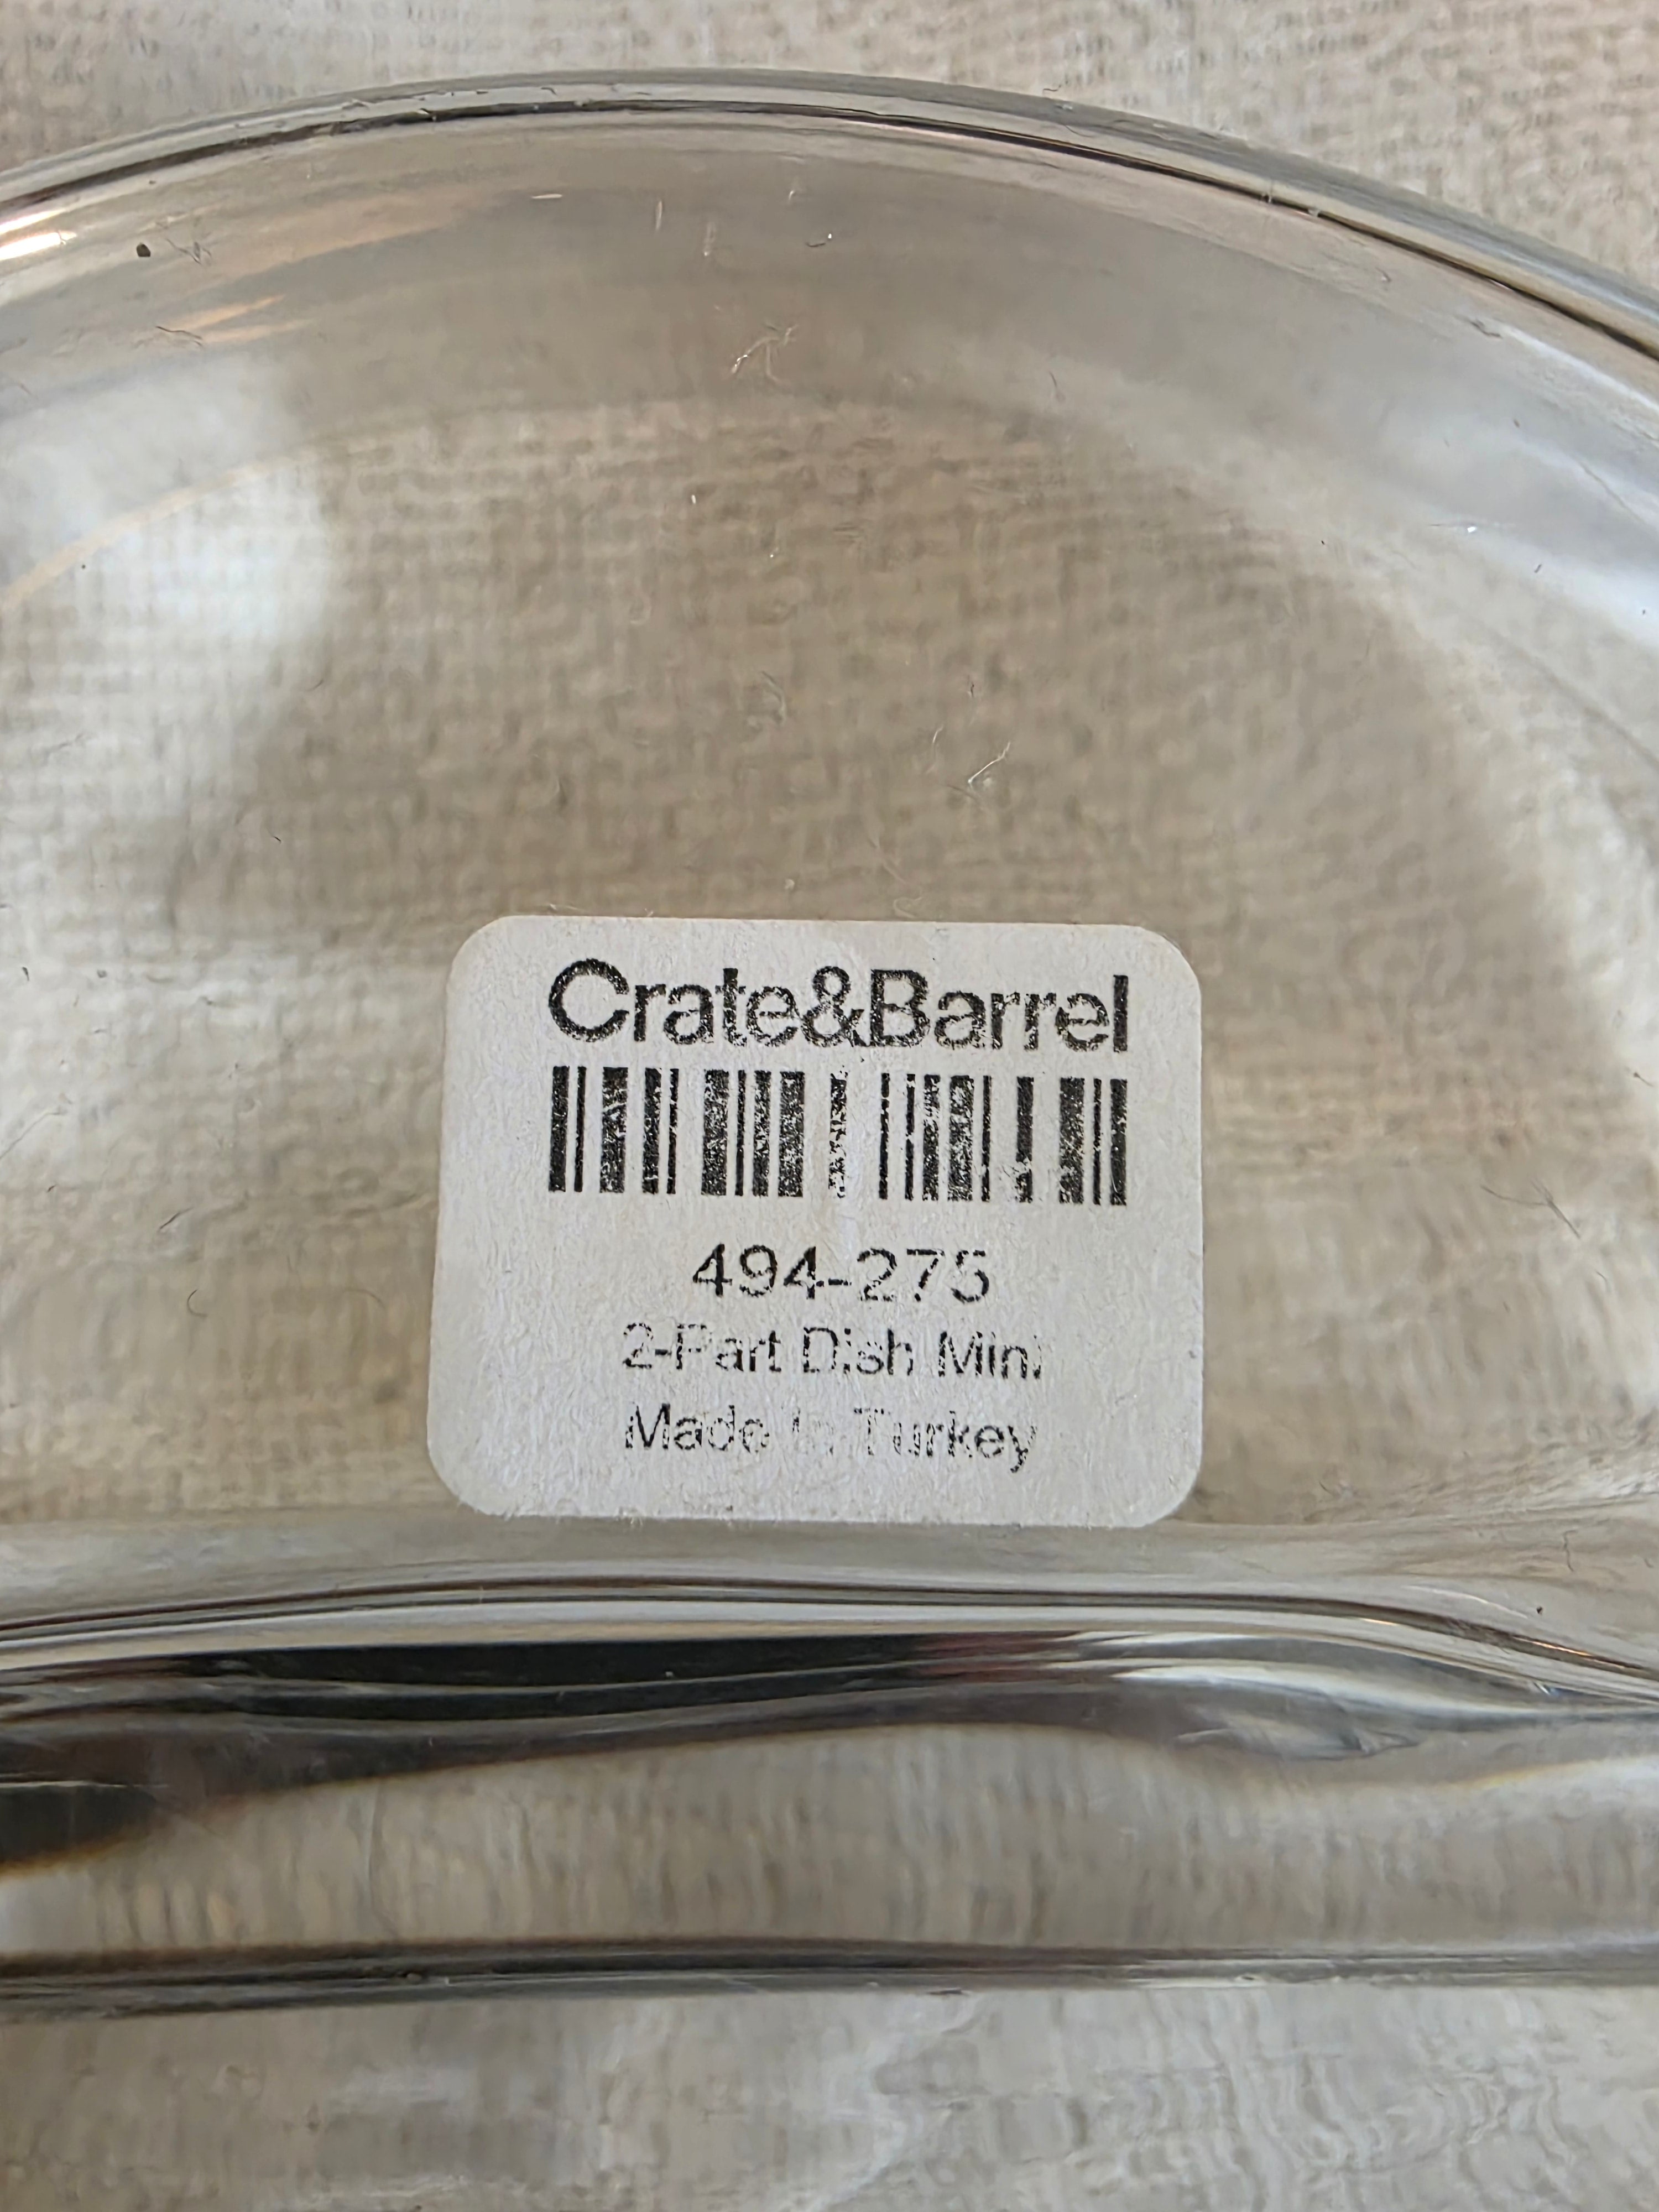 Crate&Barrel
494-275
2-Part Dish Mini
Made In Turkey